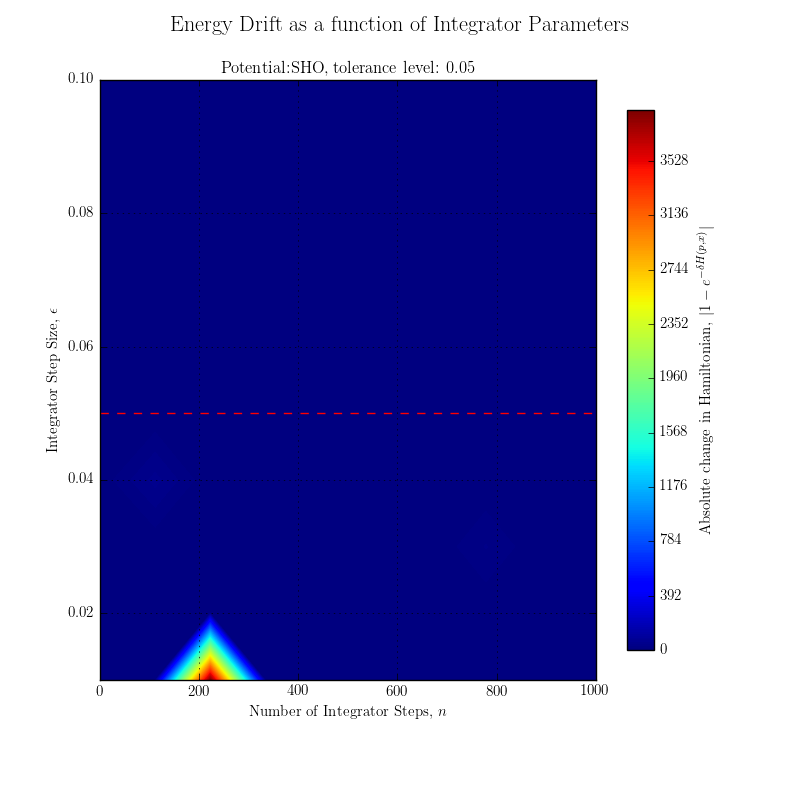 Energy Drift as a function of Integrator Parameters
Potential:SHO, tolerance level: 0.05
0.10
0.08
0.06
0.04
0.02
Integrator Step Size, ϵ
0 200 400 600 800 1000
Number of Integrator Steps, n
3528
3136
2744
2352
1960
1568
1176
784
392
0
Absolute change in Hamiltonian, |1 − e^{−δH(p,x)}|